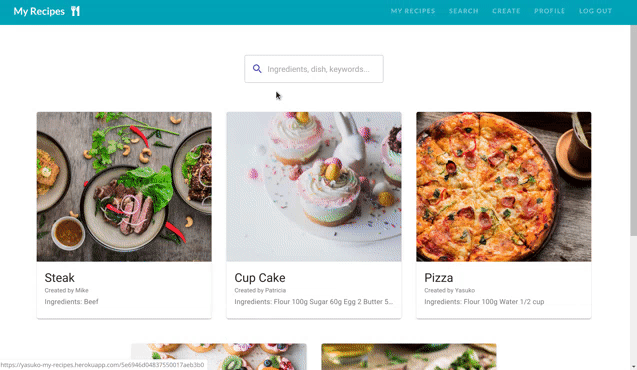 My Recipes
MY RECIPES SEARCH CREATE PROFILE LOG OUT
Ingredients, dish, keywords...
Steak
Created by Mike
Ingredients: Beef
Cup Cake
Created by Patricia
Ingredients: Flour 100g Sugar 60g Egg 2 Butter 5...
Pizza
Created by Yasuko
Ingredients: Flour 100g Water 1/2 cup
https://yasuko-my-recipes.herokuapp.com/5e6946d04837550017aeb3b0